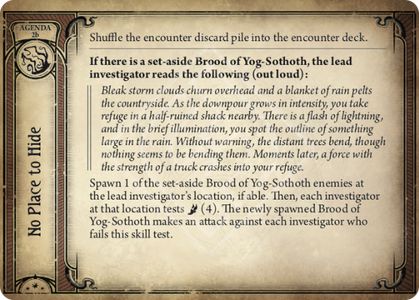 AGENDA
2b
No Place to Hide
Shuffle the encounter discard pile into the encounter deck.
If there is a set-aside Brood of Yog-Sothoth, the lead
investigator reads the following (out loud):
Bleak storm clouds churn overhead and a blanket of rain pelts
the countryside. As the downpour grows in intensity, you take
refuge in a half-ruined shack nearby. There is a flash of lightning,
and in the brief illumination, you spot the outline of something
large in the rain. Without warning, the distant trees bend, though
nothing seems to be bending them. Moments later, a force with
the strength of a truck crashes into your refuge.
Spawn 1 of the set-aside Brood of Yog-Sothoth enemies at
the lead investigator's location, if able. Then, each investigator
at that location tests (4). The newly spawned Brood of
Yog-Sothoth makes an attack against each investigator who
fails this skill test.